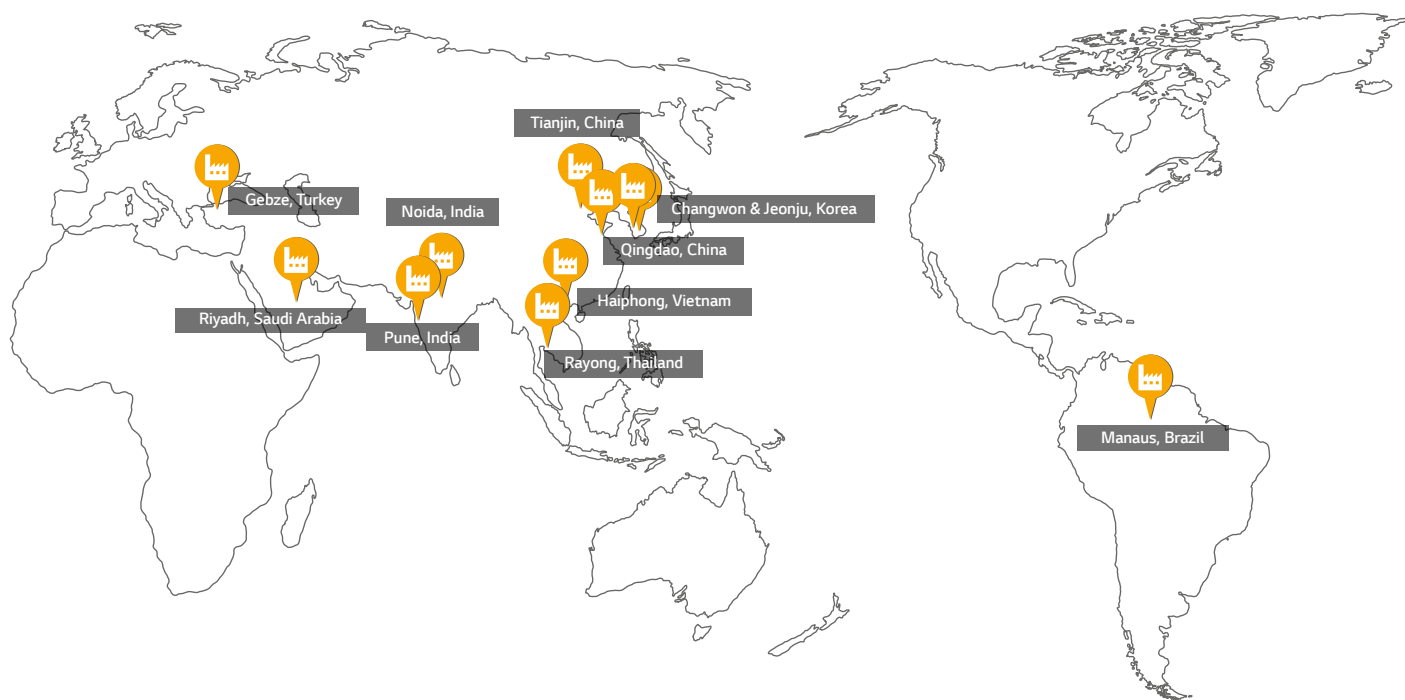 Tianjin, China
Gebze, Turkey
Noida, India
Changwon & Jeonju, Korea
Qingdao, China
Haiphong, Vietnam
Riyadh, Saudi Arabia
Pune, India
Rayong, Thailand
Manaus, Brazil